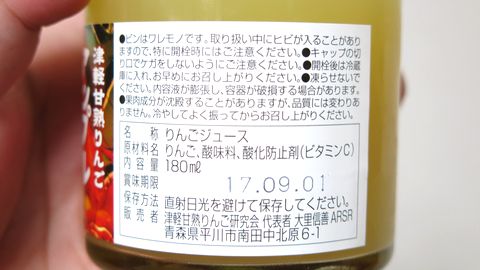 ●ビンはワレモノです。取り扱い中にヒビが入ることがあり
ますので、特に開栓時にはご注意ください。●キャップの切
り口でケガをしないようにご注意ください。●開栓後は冷蔵
庫に入れ、お早めにお召し上がりください。●凍らせないで
ください。内容液が膨張し、容器が破損する場合があります。
●果肉成分が沈殿することがありますが、品質には変わりあり
ません。冷やしてよく振ってからお召し上がりください。
名称 りんごジュース
原材料名 りんご、酸味料、酸化防止剤(ビタミンC)
内容量 180㎖
賞味期限 17.09.01
保存方法 直射日光を避けて保存してください。
販売者 津軽甘熟りんご研究会 代表者 大里信善 ARSR
青森県平川市南田中北原6-1
津軽甘熟りんご